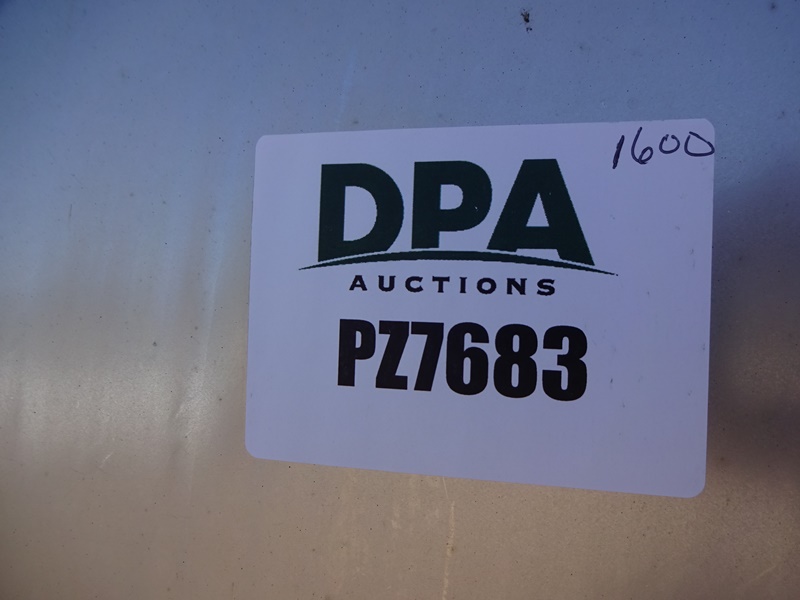 1600
DPA
AUCTIONS
PZ7683